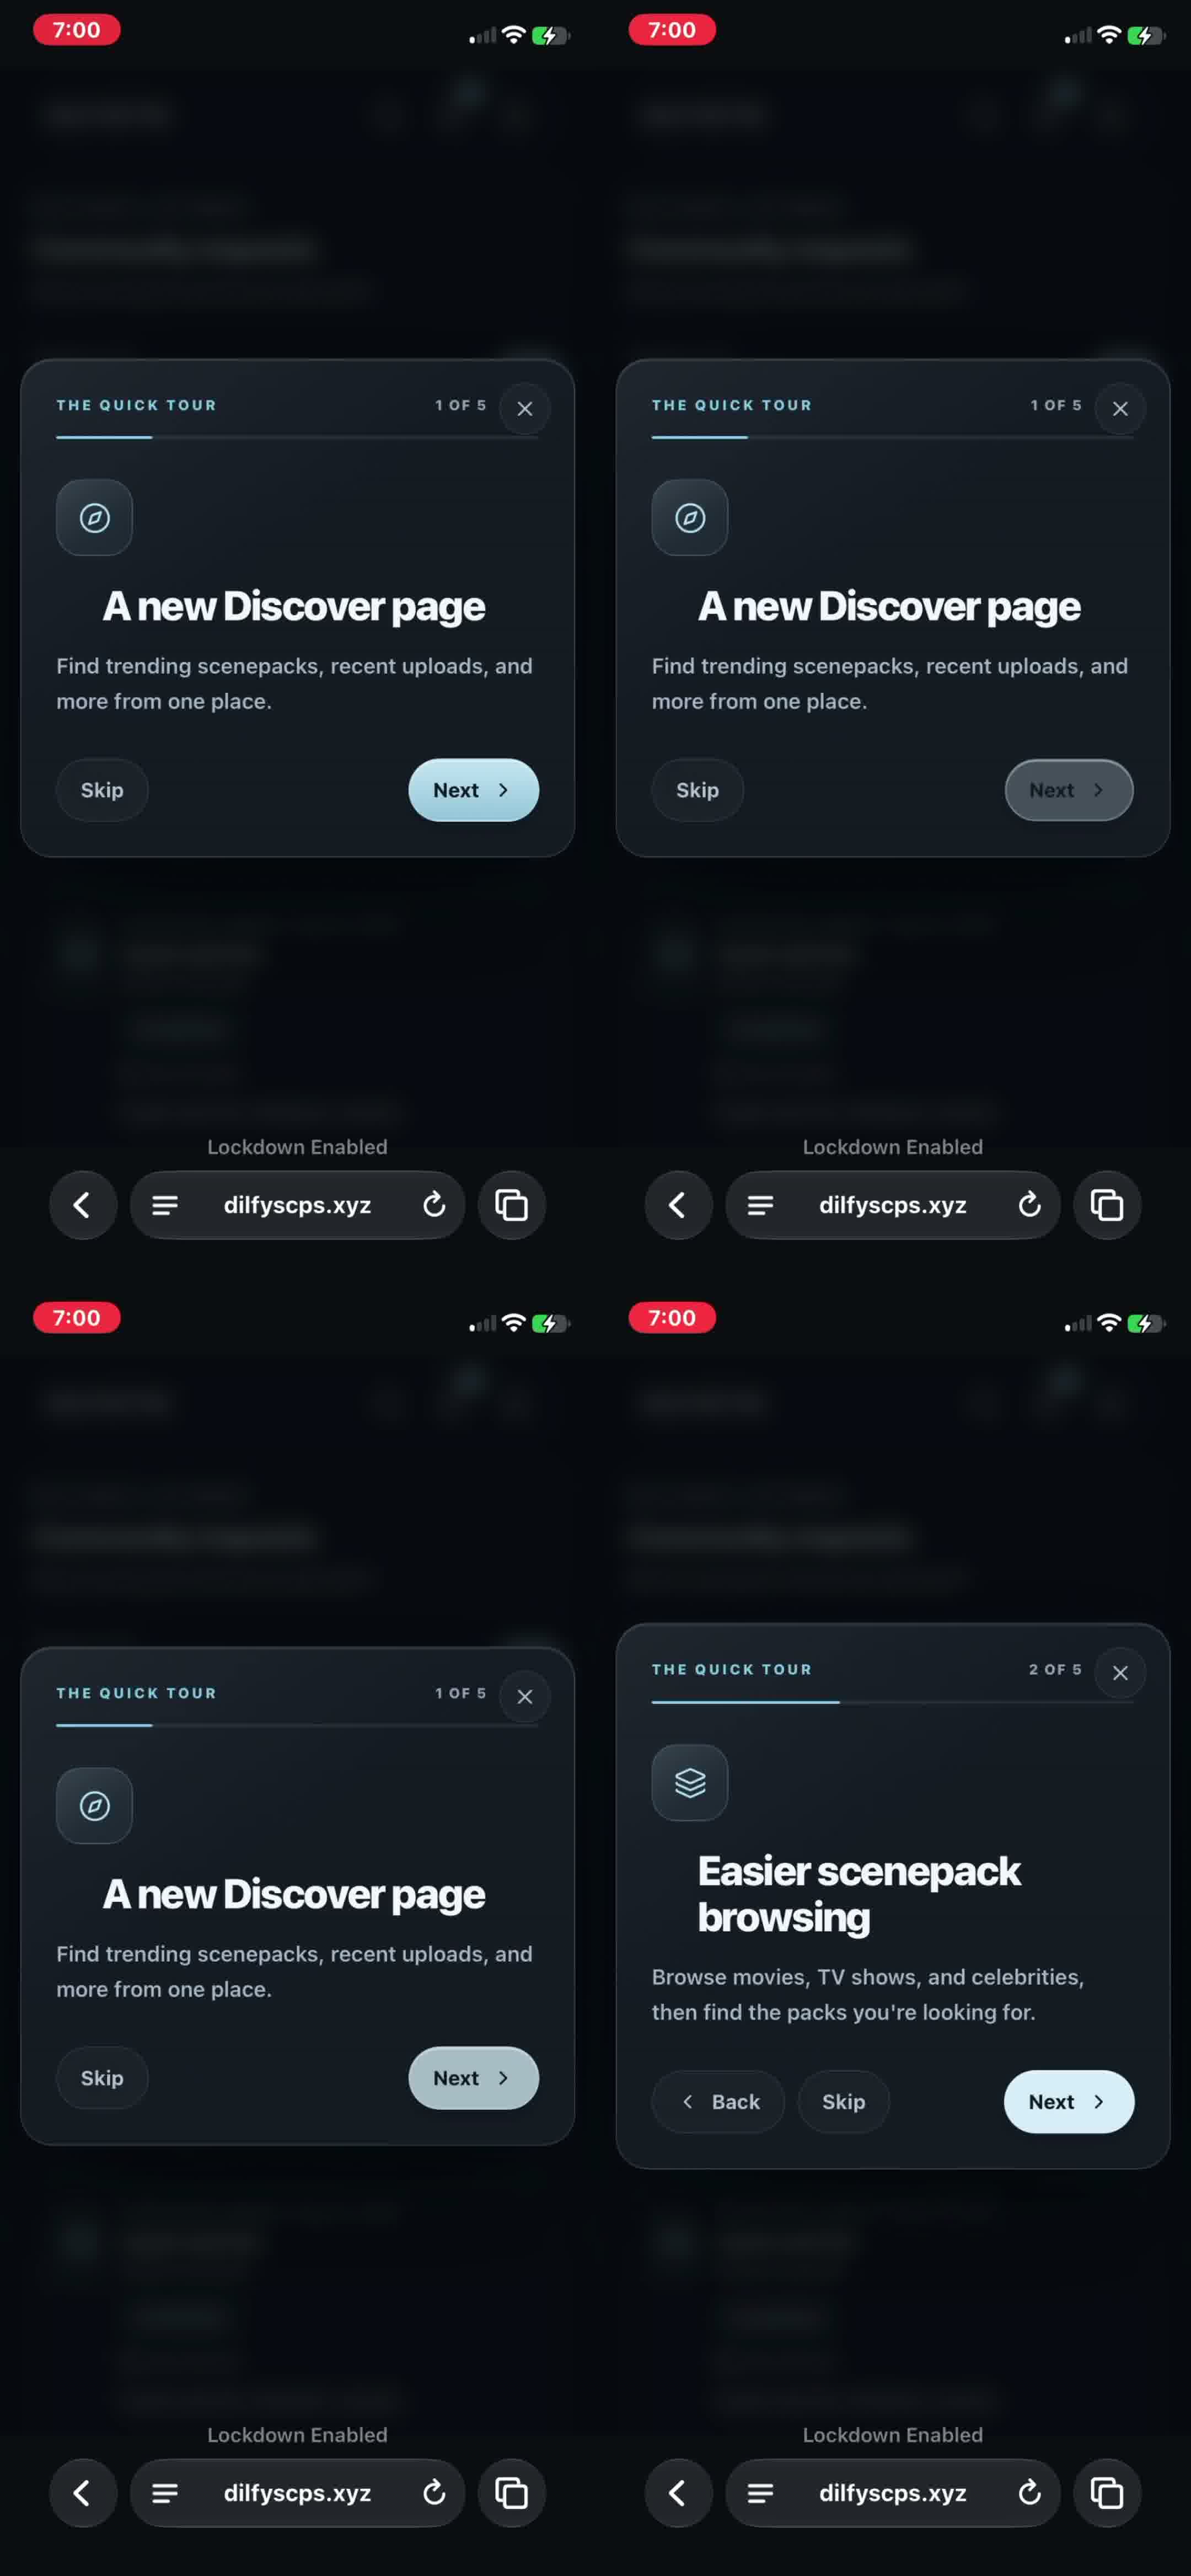 7:00
THE QUICK TOUR
1 OF 5
A new Discover page
Find trending scenepacks, recent uploads, and
more from one place.
Skip
Next
Lockdown Enabled
dilfyscps.xyz
7:00
THE QUICK TOUR
1 OF 5
A new Discover page
Find trending scenepacks, recent uploads, and
more from one place.
Skip
Next
Lockdown Enabled
dilfyscps.xyz
7:00
THE QUICK TOUR
1 OF 5
A new Discover page
Find trending scenepacks, recent uploads, and
more from one place.
Skip
Next
Lockdown Enabled
dilfyscps.xyz
7:00
THE QUICK TOUR
2 OF 5
Easier scenepack
browsing
Browse movies, TV shows, and celebrities,
then find the packs you're looking for.
Back
Skip
Next
Lockdown Enabled
dilfyscps.xyz